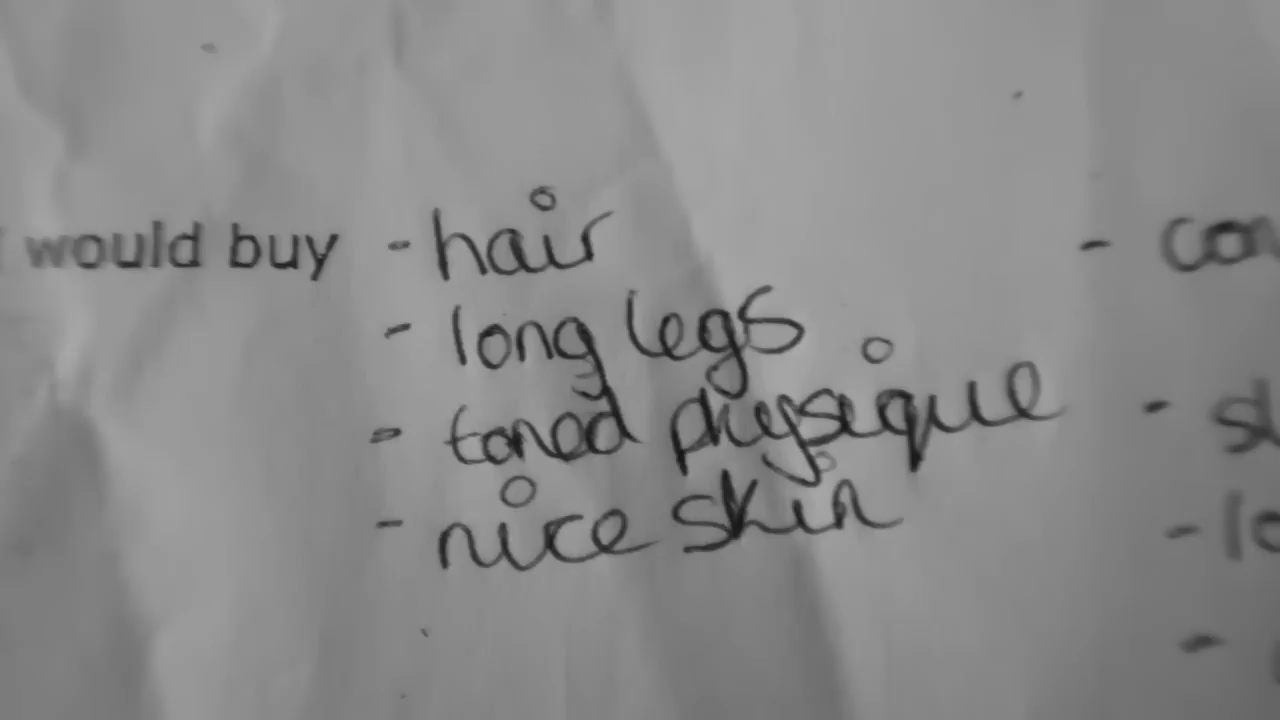 would buy - hair
- long legs
- toned physique
- nice skin